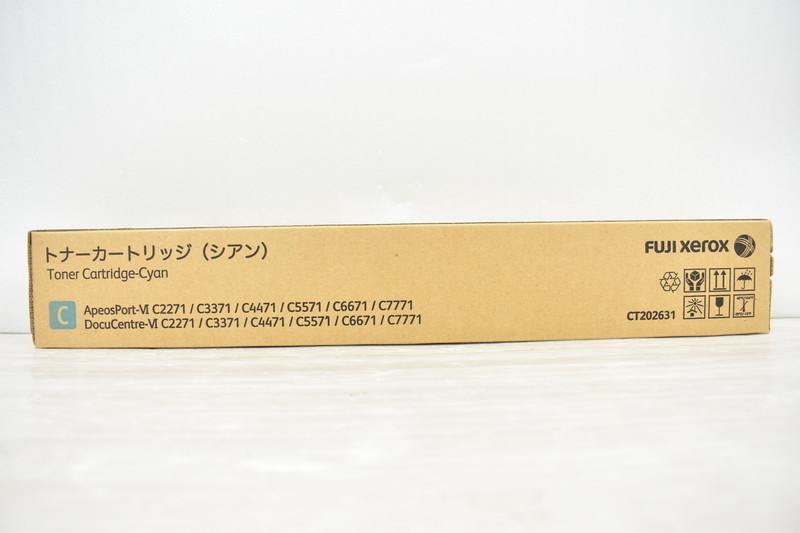 トナーカートリッジ（シアン）
Toner Cartridge-Cyan
C
ApeosPort-Ⅵ C2271 / C3371 / C4471 / C5571 / C6671 / C7771
DocuCentre-Ⅵ C2271 / C3371 / C4471 / C5571 / C6671 / C7771
FUJI xerox
CT202631